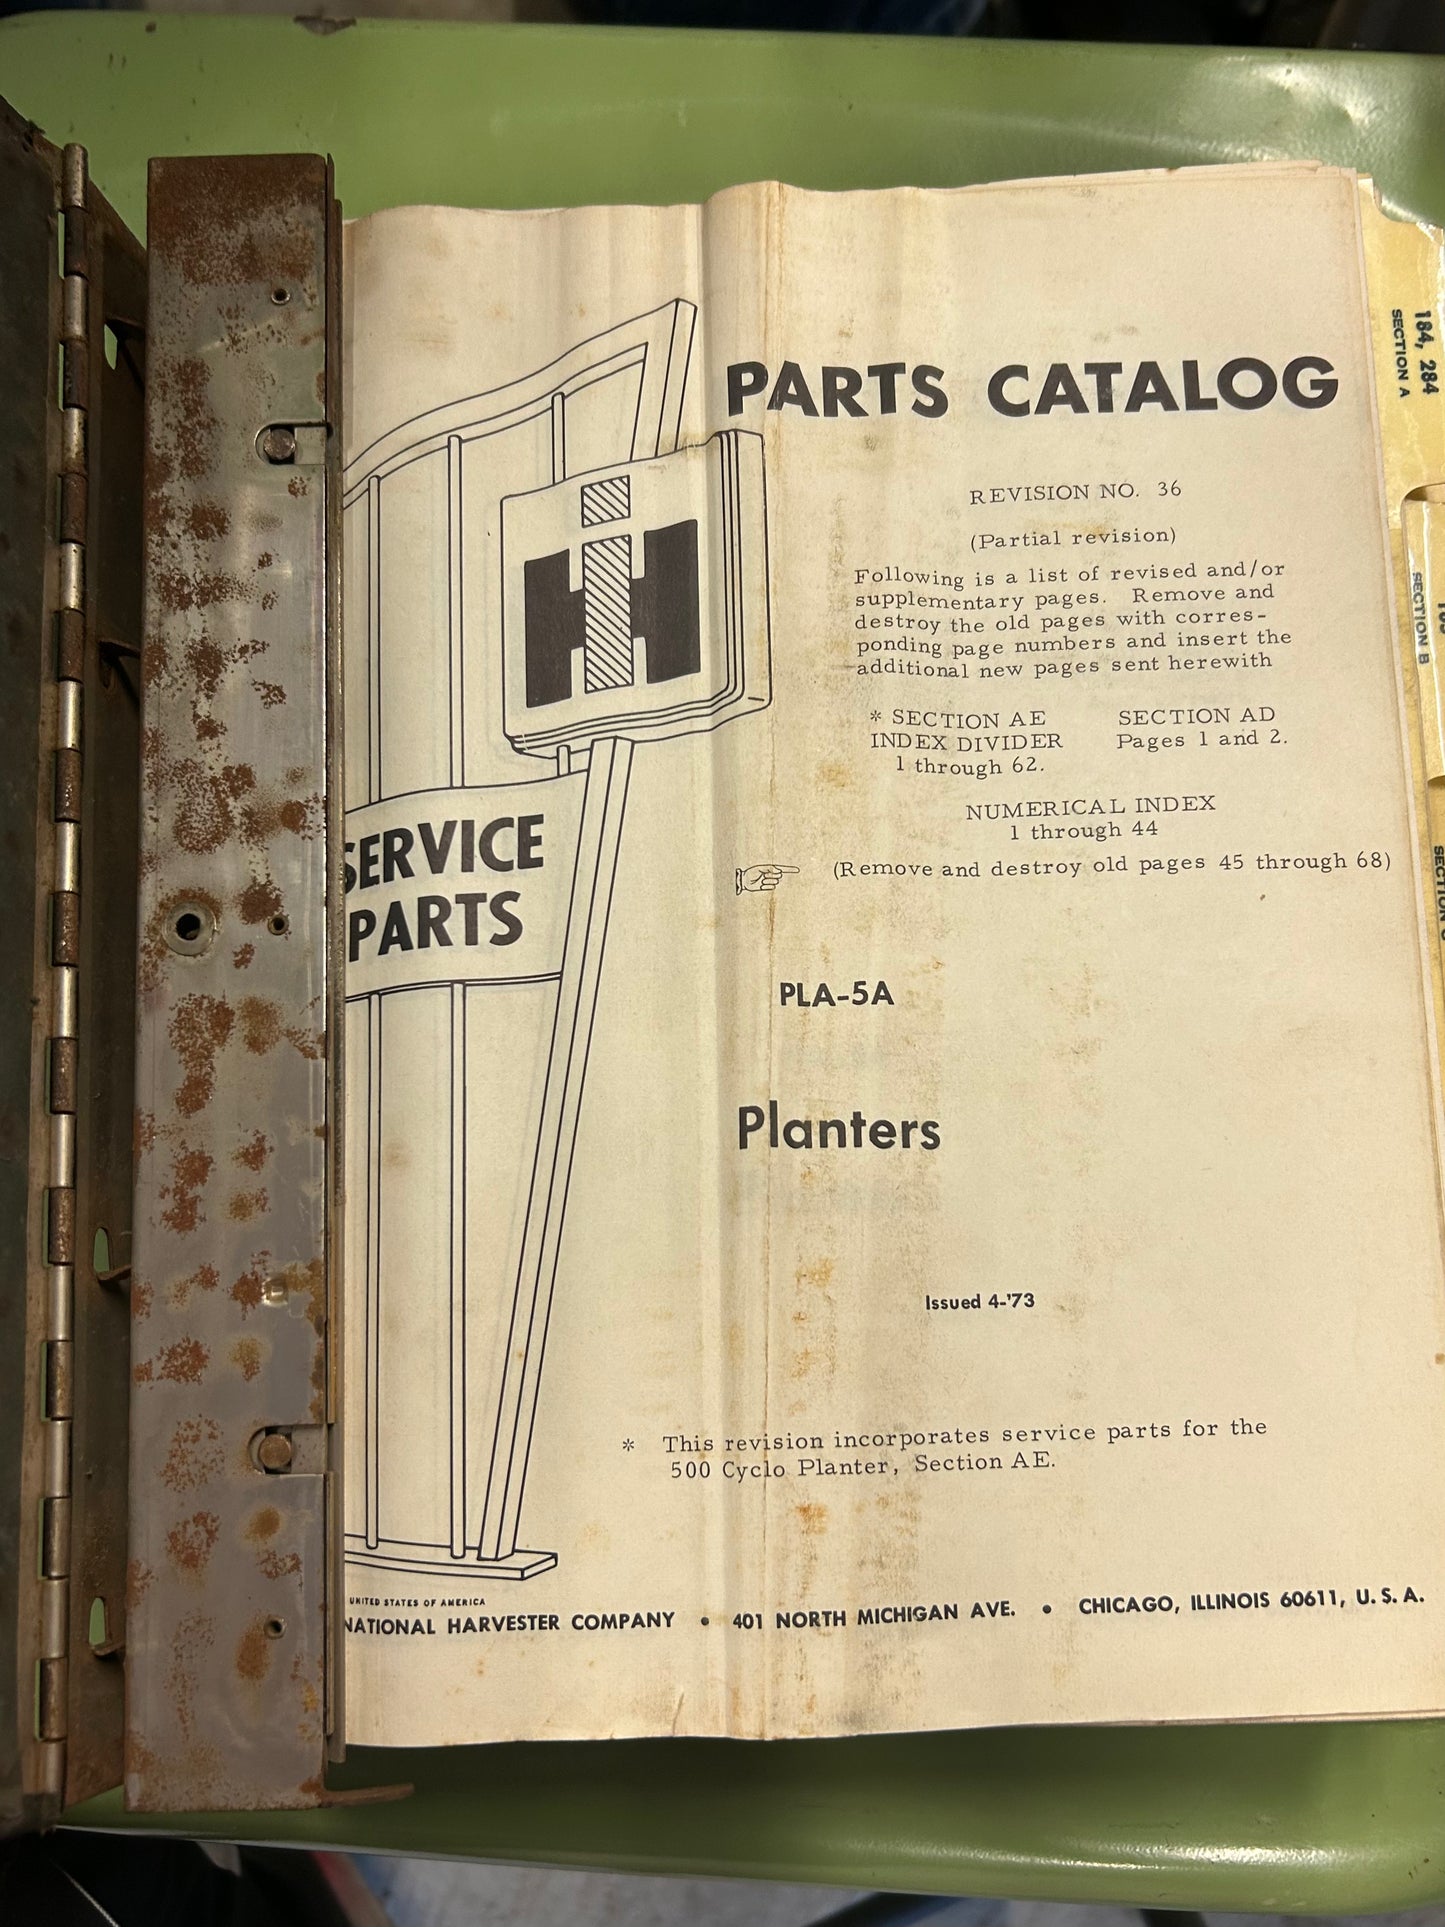 PARTS CATALOG
REVISION NO. 36
(Partial revision)
Following is a list of revised and/or
supplementary pages. Remove and
destroy the old pages with corres-
ponding page numbers and insert the
additional new pages sent herewith
* SECTION AE
INDEX DIVIDER
1 through 62.
SECTION AD
Pages 1 and 2.
NUMERICAL INDEX
1 through 44
(Remove and destroy old pages 45 through 68)
IH
SERVICE
PARTS
PLA-5A
Planters
Issued 4-'73
* This revision incorporates service parts for the
500 Cyclo Planter, Section AE.
UNITED STATES OF AMERICA
NATIONAL HARVESTER COMPANY • 401 NORTH MICHIGAN AVE. • CHICAGO, ILLINOIS 60611, U.S.A.
184, 284
SECTION A
SECTION B